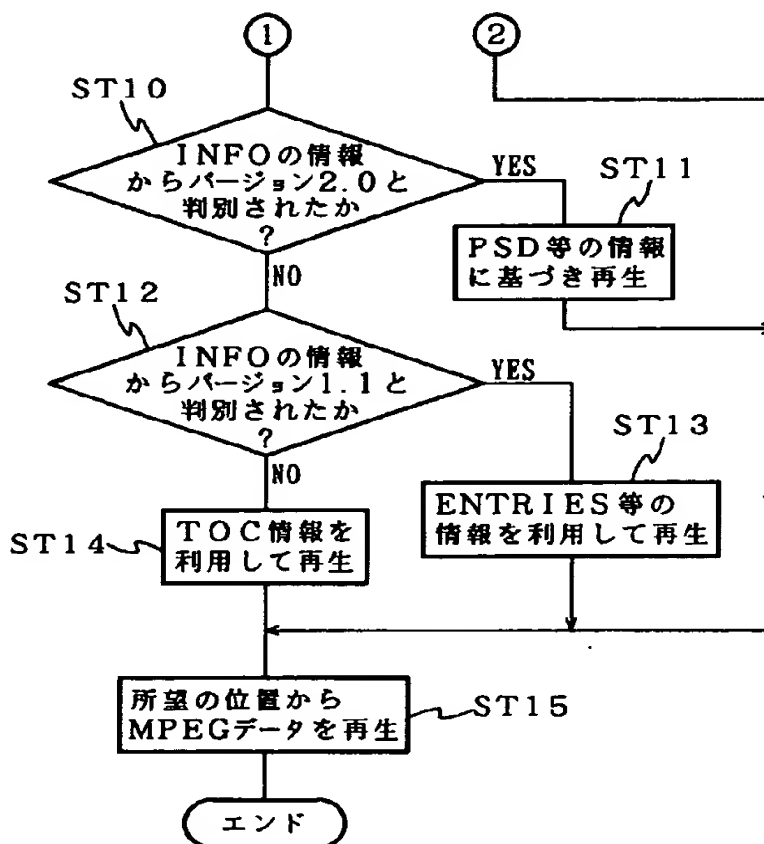 ①
②
ST10
INFOの情報
からバージョン2.0と
判別されたか
?
YES
ST11
PSD等の情報
に基づき再生
NO
ST12
INFOの情報
からバージョン1.1と
判別されたか
?
YES
ST13
ENTRIES等の
情報を利用して再生
NO
ST14
TOC情報を
利用して再生
所望の位置から
MPEGデータを再生
ST15
エンド